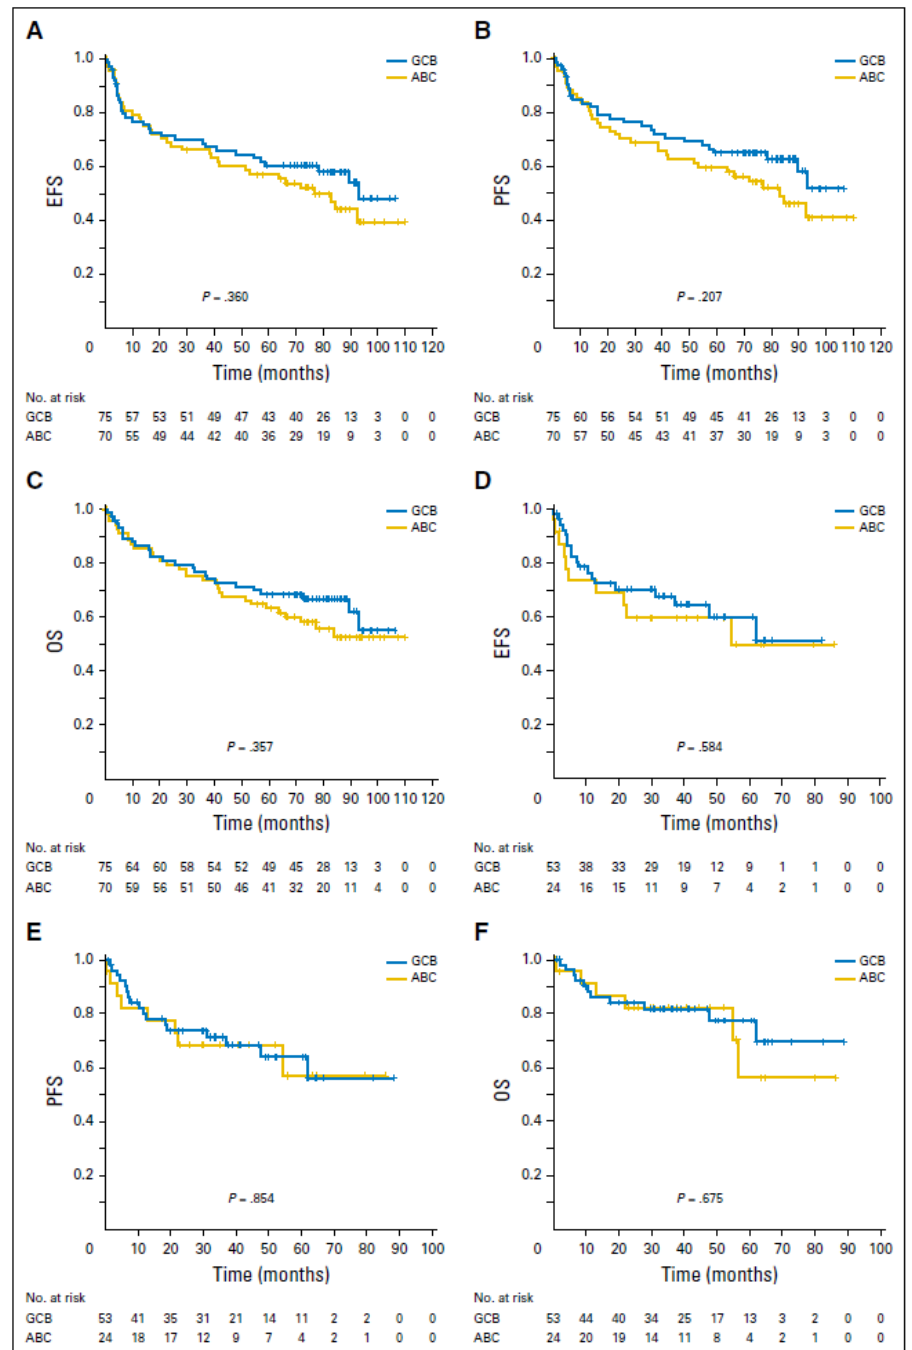 A
1.0
0.8
0.6
0.4
0.2
EFS
GCB
ABC
P = .360
0 10 20 30 40 50 60 70 80 90 100 110 120
Time (months)
No. at risk
GCB 75 57 53 51 49 47 43 40 26 13 3 0 0
ABC 70 55 49 44 42 40 36 29 19 9 3 0 0
B
1.0
0.8
0.6
0.4
0.2
PFS
GCB
ABC
P = .207
0 10 20 30 40 50 60 70 80 90 100 110 120
Time (months)
No. at risk
GCB 75 60 56 54 51 49 45 41 26 13 3 0 0
ABC 70 57 50 45 43 41 37 30 19 9 3 0 0
C
1.0
0.8
0.6
0.4
0.2
OS
GCB
ABC
P = .357
0 10 20 30 40 50 60 70 80 90 100 110 120
Time (months)
No. at risk
GCB 75 64 60 58 54 52 49 45 28 13 3 0 0
ABC 70 59 56 51 50 46 41 32 20 11 4 0 0
D
1.0
0.8
0.6
0.4
0.2
EFS
GCB
ABC
P = .584
0 10 20 30 40 50 60 70 80 90 100
Time (months)
No. at risk
GCB 53 38 33 29 19 12 9 1 1 0 0
ABC 24 16 15 11 9 7 4 2 1 0 0
E
1.0
0.8
0.6
0.4
0.2
PFS
GCB
ABC
P = .854
0 10 20 30 40 50 60 70 80 90 100
Time (months)
No. at risk
GCB 53 41 35 31 21 14 11 2 2 0 0
ABC 24 18 17 12 9 7 4 2 1 0 0
F
1.0
0.8
0.6
0.4
0.2
OS
GCB
ABC
P = .675
0 10 20 30 40 50 60 70 80 90 100
Time (months)
No. at risk
GCB 53 44 40 34 25 17 13 3 2 0 0
ABC 24 20 19 14 11 8 4 2 1 0 0